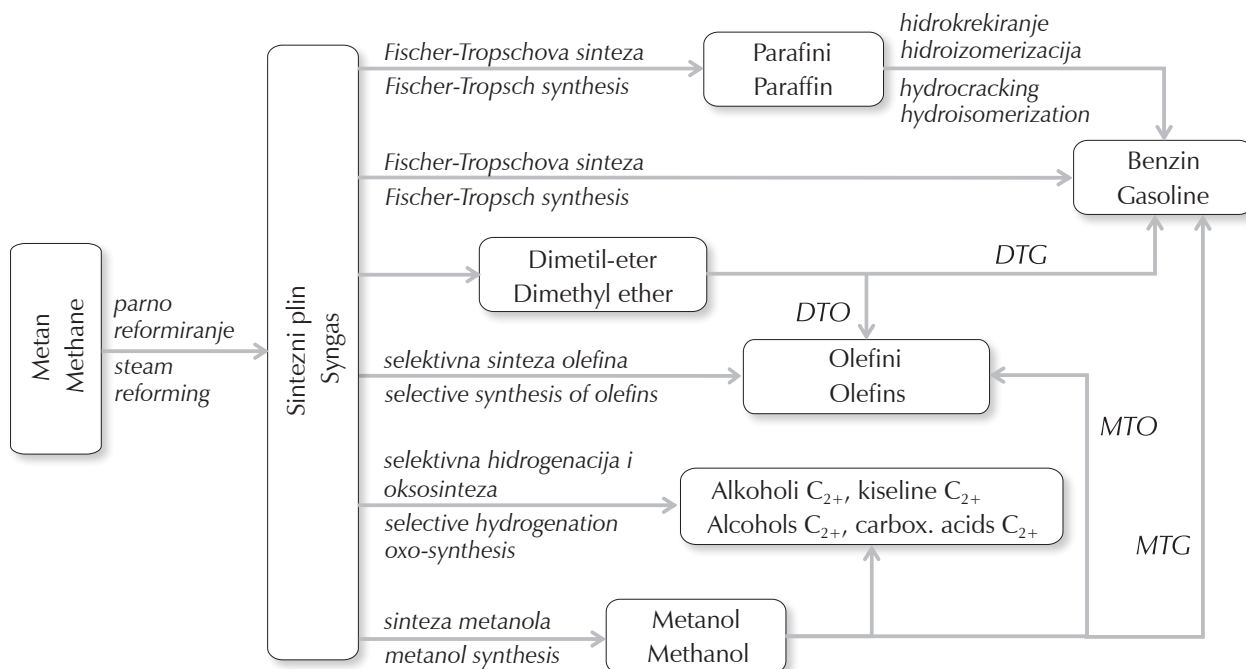 Metan
Methane
parno
reformiranje
steam
reforming
Sintezni plin
Syngas
Fischer-Tropschova sinteza
Fischer-Tropsch synthesis
Parafini
Paraffin
hidrokrekiranje
hidroizomerizacija
hydrocracking
hydroisomerization
Fischer-Tropschova sinteza
Fischer-Tropsch synthesis
Benzin
Gasoline
Dimetil-eter
Dimethyl ether
DTG
DTO
selektivna sinteza olefina
selective synthesis of olefins
Olefini
Olefins
MTO
selektivna hidrogenacija i
oksosinteza
selective hydrogenation
oxo-synthesis
Alkoholi C₂₊, kiseline C₂₊
Alcohols C₂₊, carbox. acids C₂₊
MTG
sinteza metanola
metanol synthesis
Metanol
Methanol